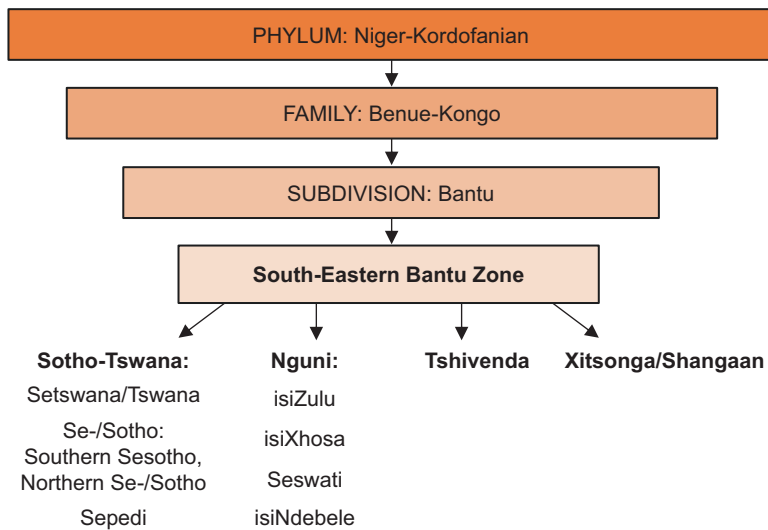 PHYLUM: Niger-Kordofanian
FAMILY: Benue-Kongo
SUBDIVISION: Bantu
South-Eastern Bantu Zone
Sotho-Tswana:
Setswana/Tswana
Se-/Sotho:
Southern Sesotho,
Northern Se-/Sotho
Sepedi
Nguni:
isiZulu
isiXhosa
Seswati
isiNdebele
Tshivenda
Xitsonga/Shangaan